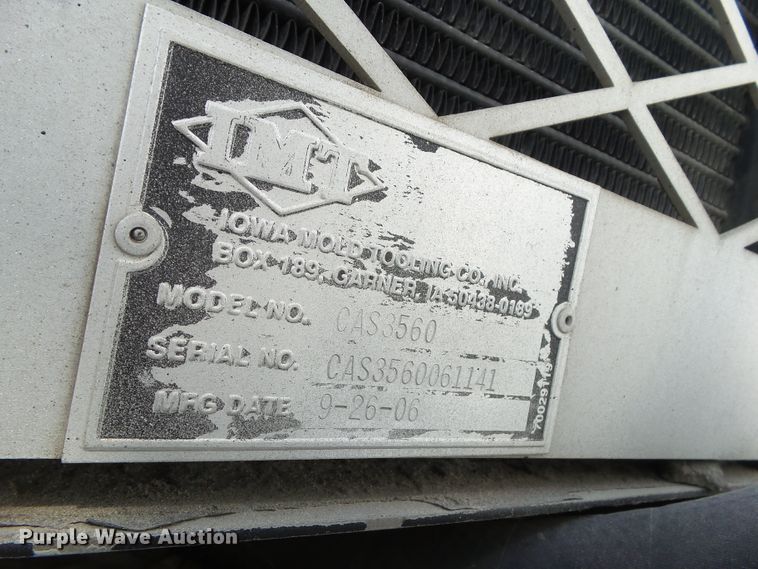 IMT
IOWA MOLD TOOLING CO., INC.
BOX 189, GARNER, IA 50438-0189
MODEL NO. CAS3560
SERIAL NO. CAS3560061141
MFG DATE 9-26-06
70029119
Purple Wave Auction